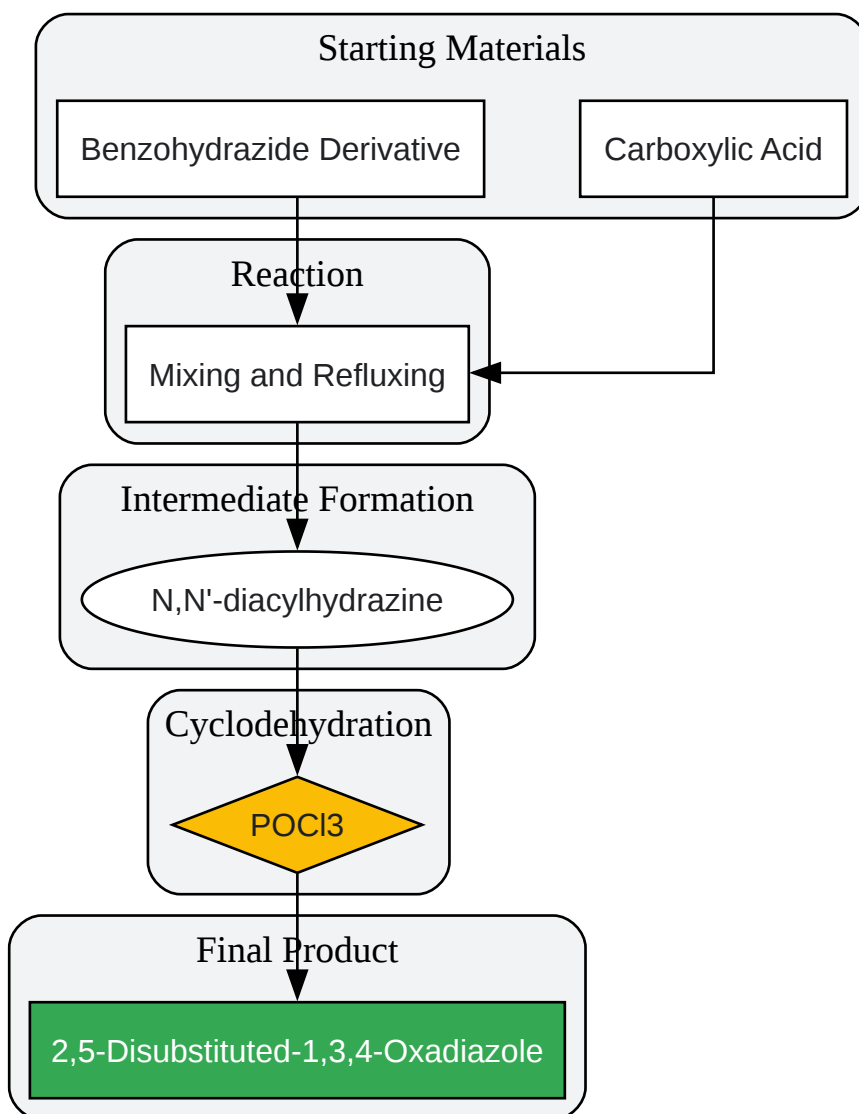 Starting Materials
Benzohydrazide Derivative
Carboxylic Acid
Reaction
Mixing and Refluxing
Intermediate Formation
N,N'-diacylhydrazine
Cyclodehydration
POCl3
Final Product
2,5-Disubstituted-1,3,4-Oxadiazole